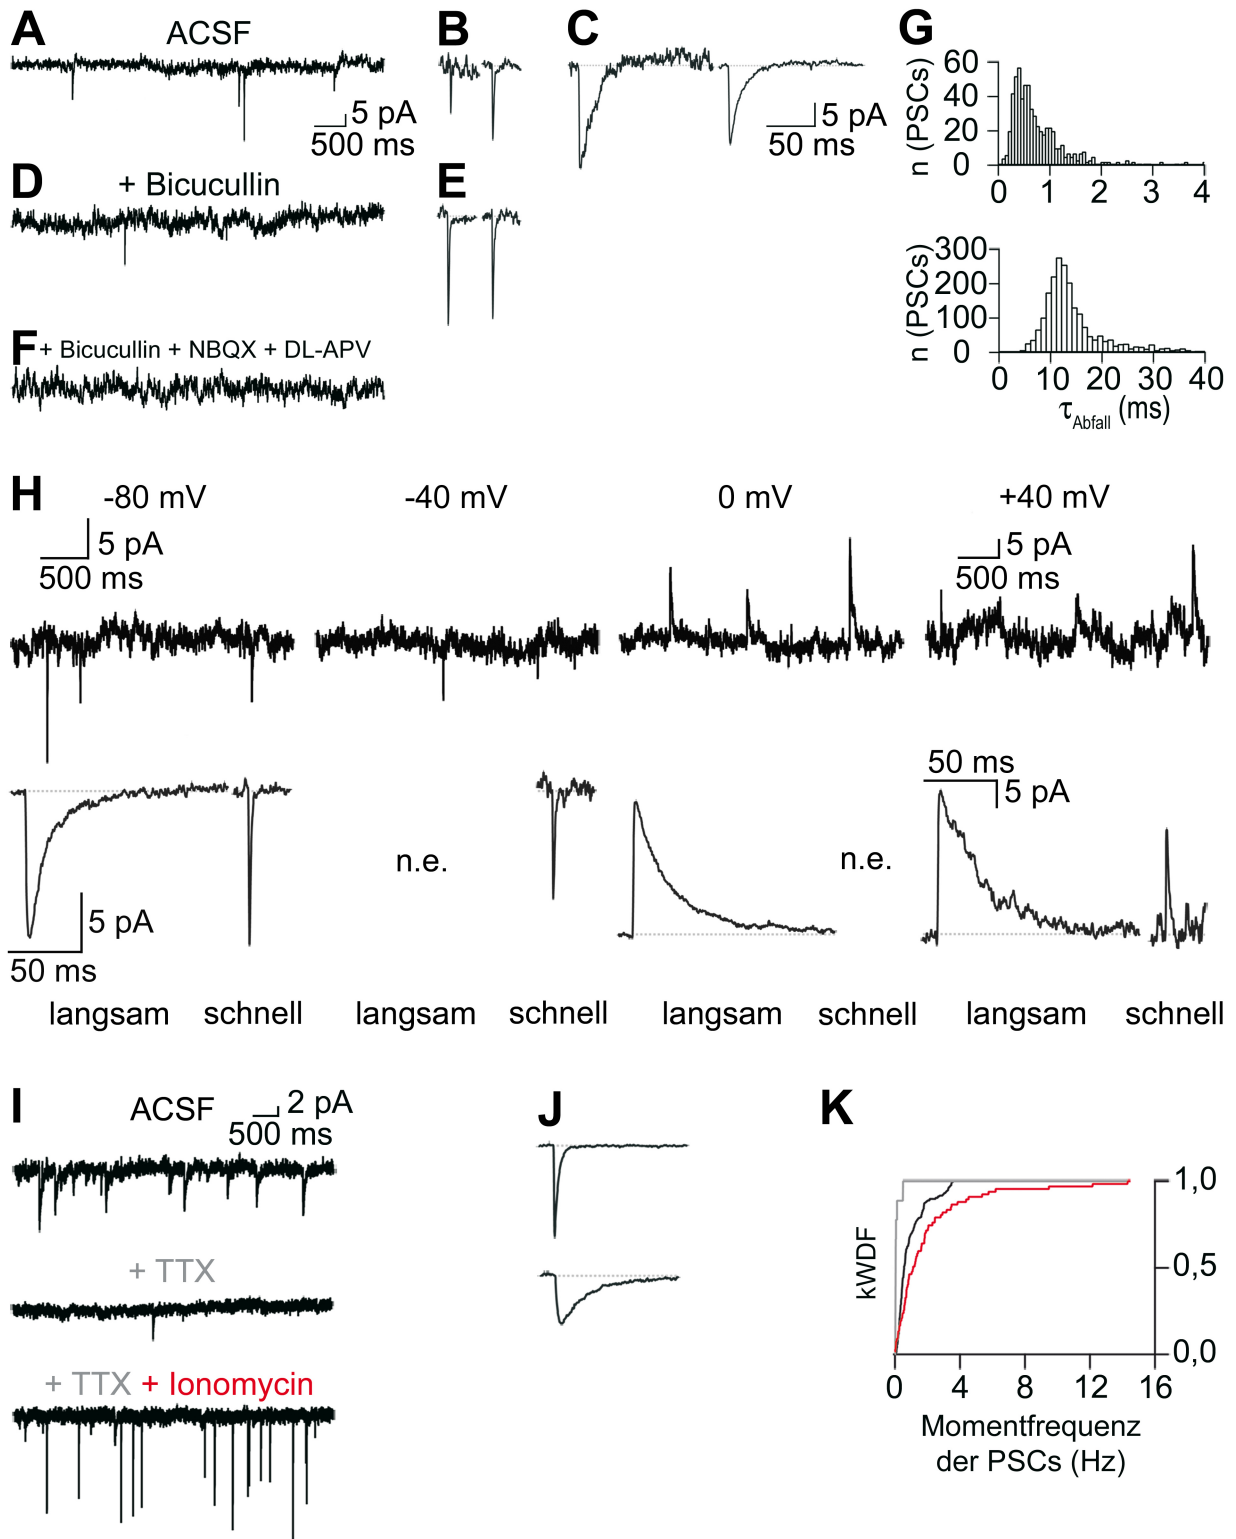 A
ACSF
5 pA
500 ms
B
C
5 pA
50 ms
D
+ Bicucullin
E
F
+ Bicucullin + NBQX + DL-APV
G
n (PSCs)
60
40
20
0
0 1 2 3 4
n (PSCs)
300
200
100
0
0 10 20 30 40
τAbfall (ms)
H
-80 mV
-40 mV
0 mV
+40 mV
5 pA
500 ms
5 pA
500 ms
50 ms
5 pA
n.e.
n.e.
5 pA
50 ms
langsam schnell langsam schnell langsam schnell langsam schnell
I
ACSF
2 pA
500 ms
+ TTX
+ TTX + Ionomycin
J
K
kWDF
1,0
0,5
0,0
0 4 8 12 16
Momentfrequenz
der PSCs (Hz)